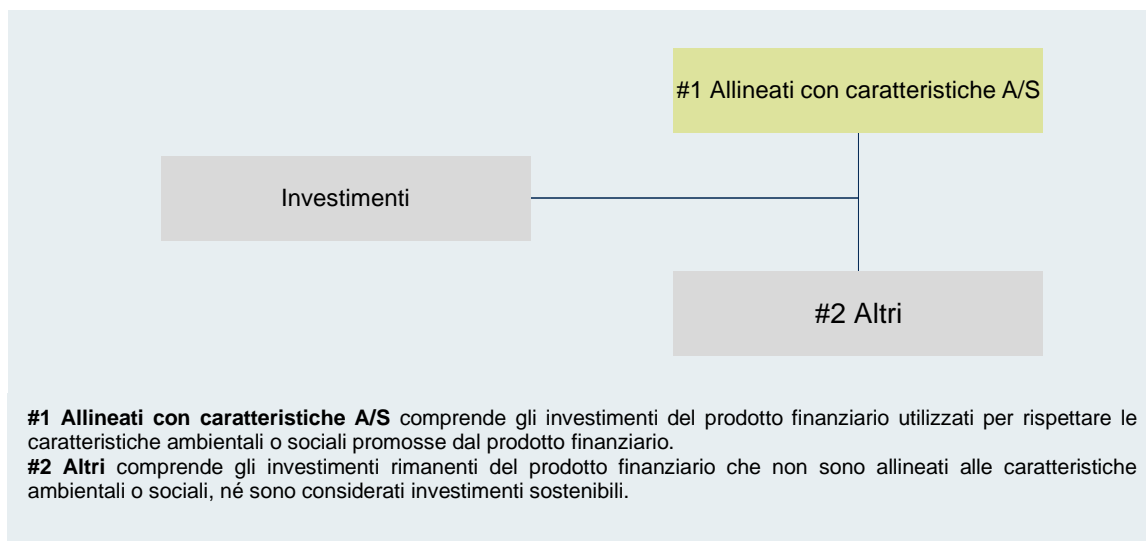 #1 Allineati con caratteristiche A/S
Investimenti
#2 Altri
#1 Allineati con caratteristiche A/S comprende gli investimenti del prodotto finanziario utilizzati per rispettare le
caratteristiche ambientali o sociali promosse dal prodotto finanziario.
#2 Altri comprende gli investimenti rimanenti del prodotto finanziario che non sono allineati alle caratteristiche
ambientali o sociali, né sono considerati investimenti sostenibili.